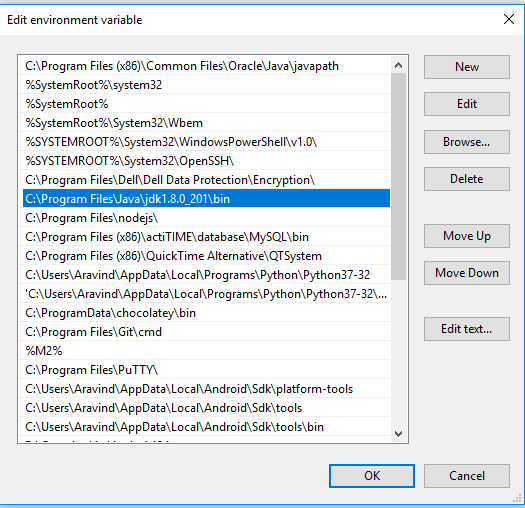 Edit environment variable
C:\Program Files (x86)\Common Files\Oracle\Java\javapath
%SystemRoot%\system32
%SystemRoot%
%SystemRoot%\System32\Wbem
%SYSTEMROOT%\System32\WindowsPowerShell\v1.0\
%SYSTEMROOT%\System32\OpenSSH\
C:\Program Files\Dell\Dell Data Protection\Encryption\
C:\Program Files\Java\jdk1.8.0_201\bin
C:\Program Files\nodejs\
C:\Program Files (x86)\actiTIME\database\MySQL\bin
C:\Program Files (x86)\QuickTime Alternative\QTSystem
C:\Users\Aravind\AppData\Local\Programs\Python\Python37-32
'C:\Users\Aravind\AppData\Local\Programs\Python\Python37-32\...
C:\ProgramData\chocolatey\bin
C:\Program Files\Git\cmd
%M2%
C:\Program Files\PuTTY\
C:\Users\Aravind\AppData\Local\Android\Sdk\platform-tools
C:\Users\Aravind\AppData\Local\Android\Sdk\tools
C:\Users\Aravind\AppData\Local\Android\Sdk\tools\bin
New
Edit
Browse...
Delete
Move Up
Move Down
Edit text...
OK
Cancel